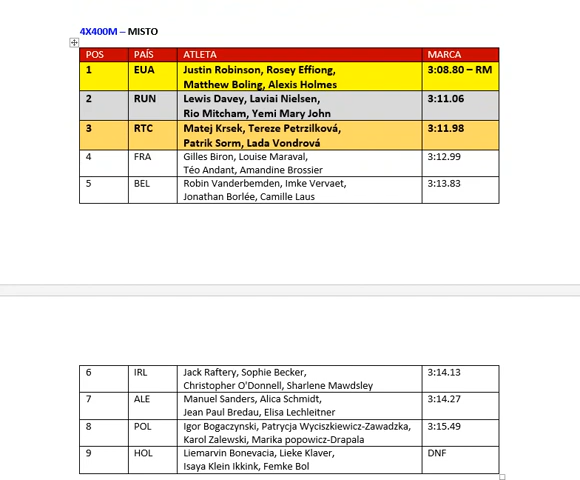 4X400M – MISTO
POS PAÍS ATLETA MARCA
1 EUA Justin Robinson, Rosey Effiong, 3:08.80 – RM
Matthew Boling, Alexis Holmes
2 RUN Lewis Davey, Laviai Nielsen, 3:11.06
Rio Mitcham, Yemi Mary John
3 RTC Matej Krsek, Tereze Petrzilková, 3:11.98
Patrik Sorm, Lada Vondrová
4 FRA Gilles Biron, Louise Maraval, 3:12.99
Téo Andant, Amandine Brossier
5 BEL Robin Vanderbemden, Imke Vervaet, 3:13.83
Jonathan Borlée, Camille Laus
6 IRL Jack Raftery, Sophie Becker, 3:14.13
Christopher O'Donnell, Sharlene Mawdsley
7 ALE Manuel Sanders, Alica Schmidt, 3:14.27
Jean Paul Bredau, Elisa Lechleitner
8 POL Igor Bogaczynski, Patrycja Wyciszkiewicz-Zawadzka, 3:15.49
Karol Zalewski, Marika popowicz-Drapala
9 HOL Liemarvin Bonevacia, Lieke Klaver, DNF
Isaya Klein Ikkink, Femke Bol